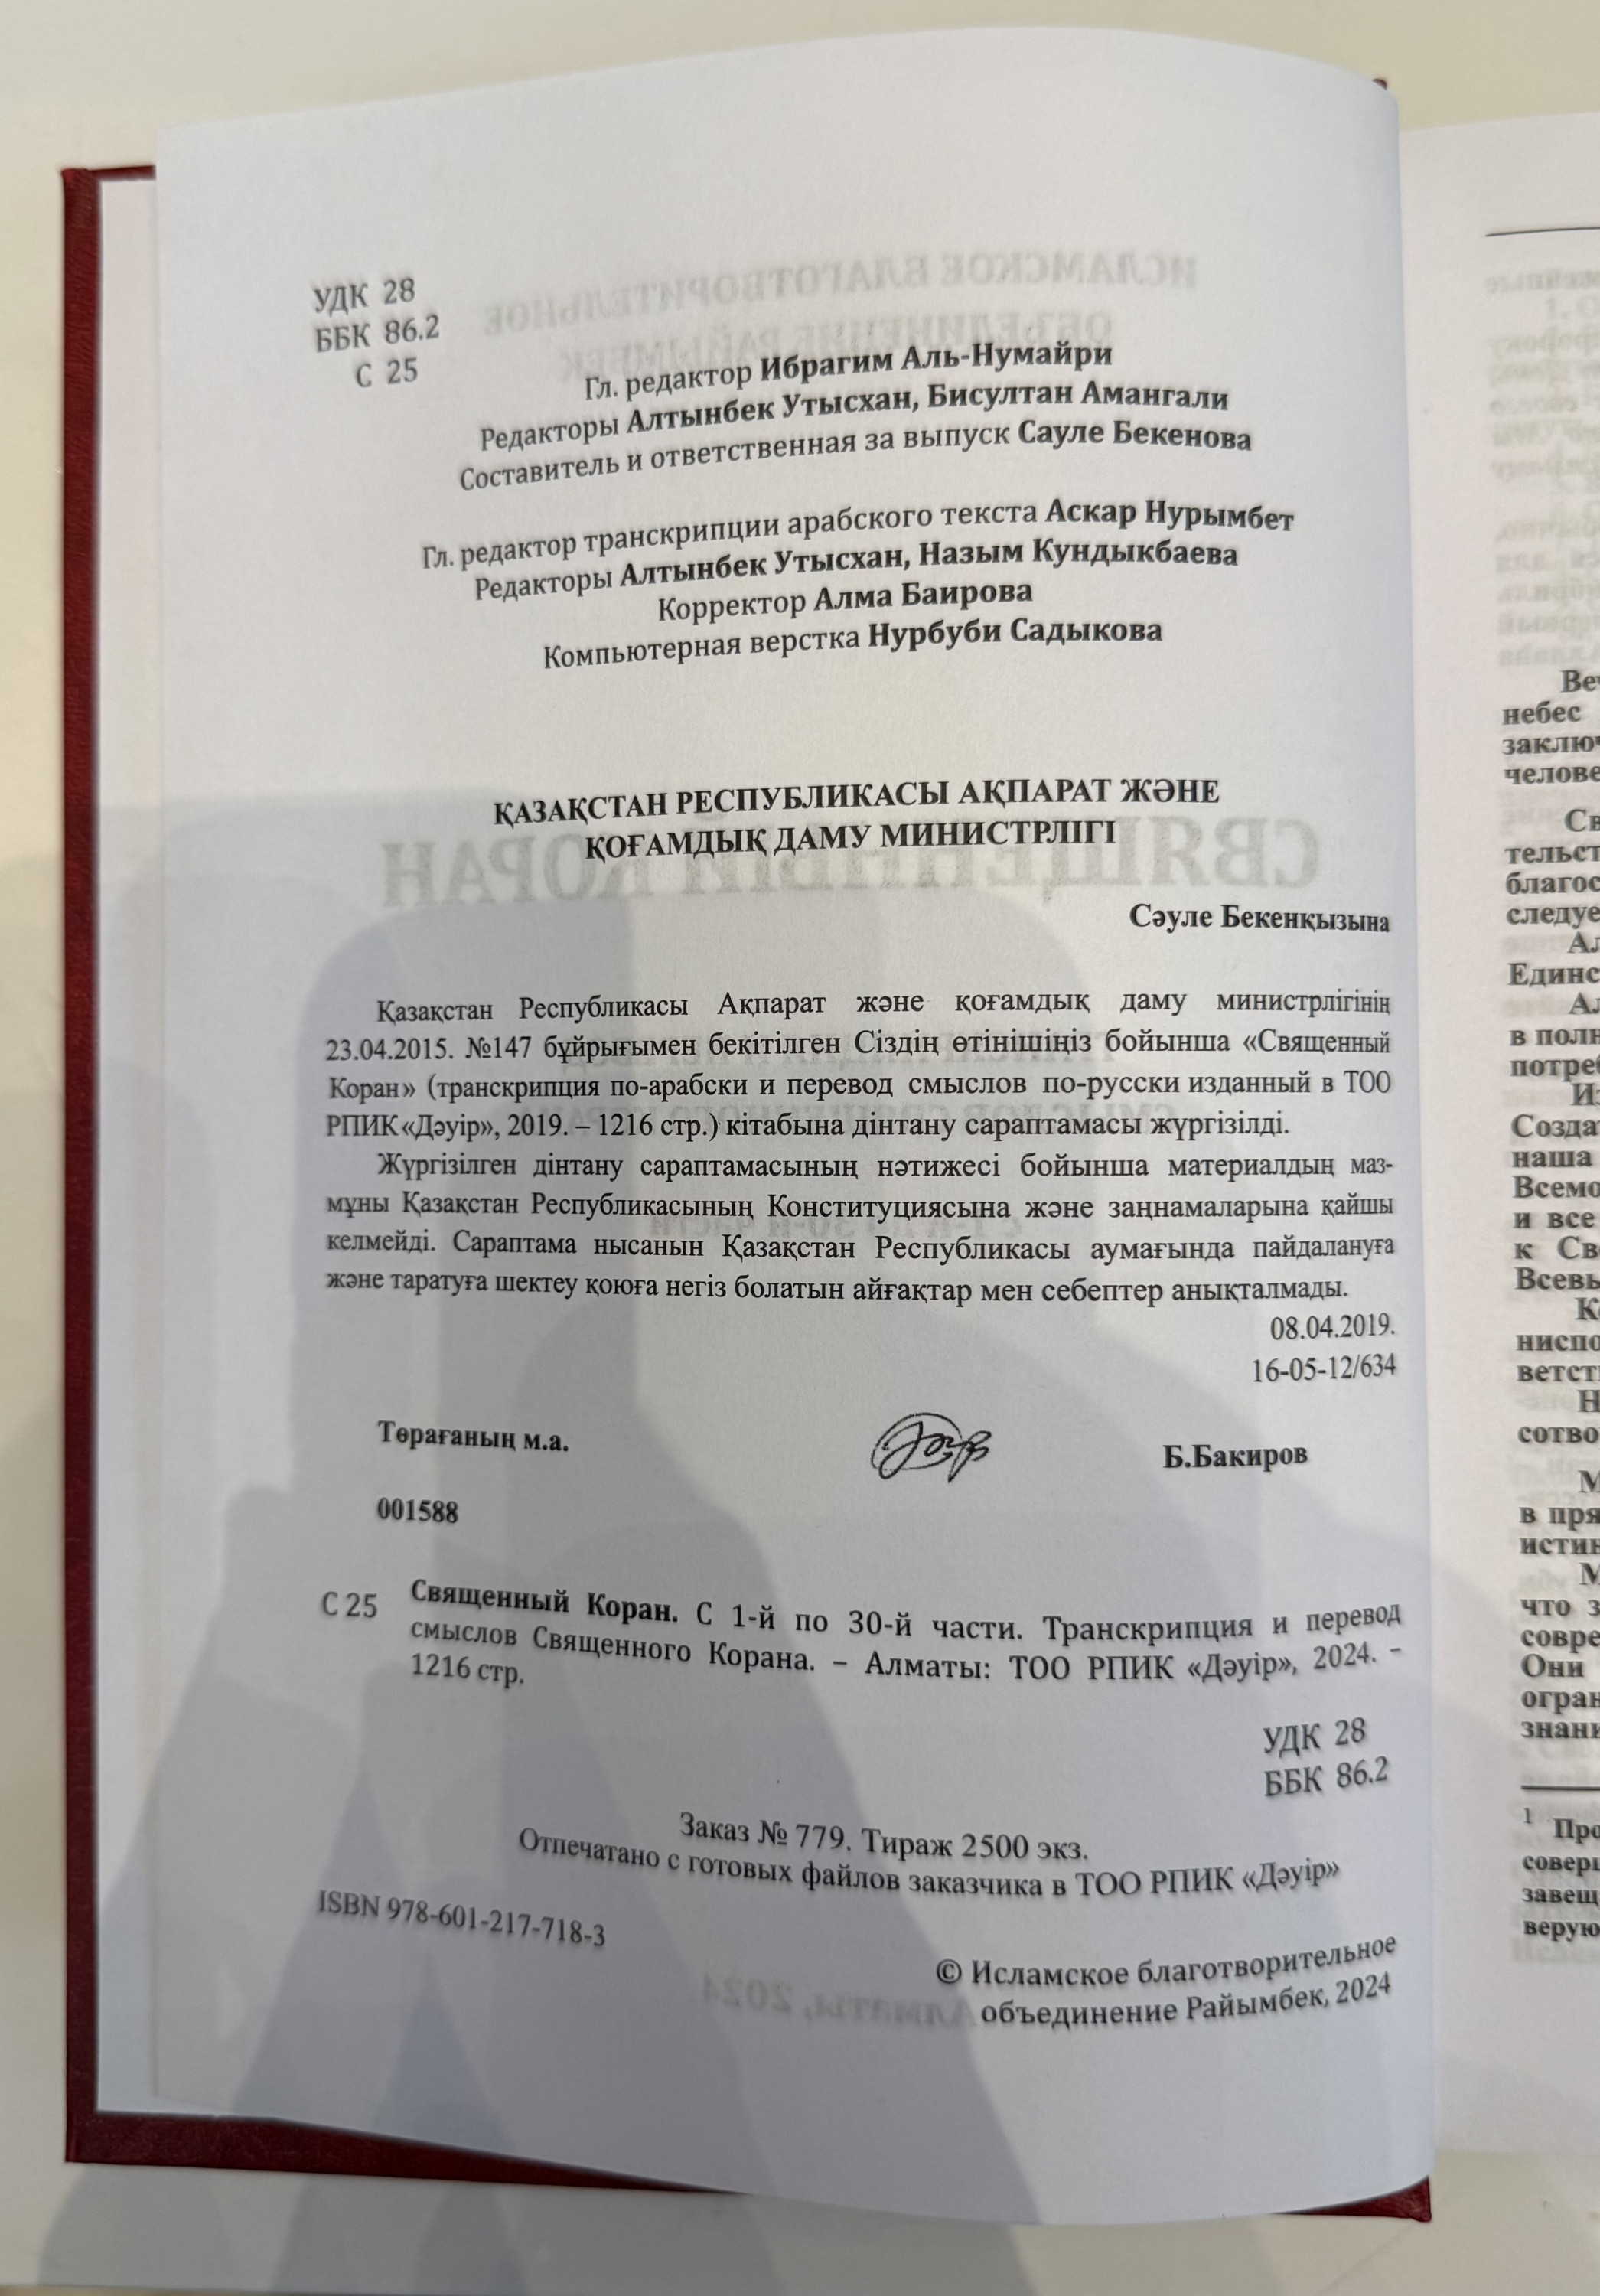 УДК 28
ББК 86.2
С 25
Гл. редактор Ибрагим Аль-Нумайри
Редакторы Алтынбек Утысхан, Бисултан Амангали
Составитель и ответственная за выпуск Сауле Бекенова
Гл. редактор транскрипции арабского текста Аскар Нурымбет
Редакторы Алтынбек Утысхан, Назым Кундыкбаева
Корректор Алма Баирова
Компьютерная верстка Нурбуби Садыкова
ҚАЗАҚСТАН РЕСПУБЛИКАСЫ АҚПАРАТ ЖӘНЕ
ҚОҒАМДЫҚ ДАМУ МИНИСТРЛІГІ
Сәуле Бекенқызына
Қазақстан Республикасы Ақпарат және қоғамдық даму министрлігінің
23.04.2015. №147 бұйрығымен бекітілген Сіздің өтінішіңіз бойынша «Священный
Коран» (транскрипция по-арабски и перевод смыслов по-русски изданный в ТОО
РПИК «Дәуір», 2019. – 1216 стр.) кітабына дінтану сараптамасы жүргізілді.
Жүргізілген дінтану сараптамасының нәтижесі бойынша материалдың маз-
мұны Қазақстан Республикасының Конституциясына және заңнамаларына қайшы
келмейді. Сараптама нысанын Қазақстан Республикасы аумағында пайдалануға
және таратуға шектеу қоюға негіз болатын айғақтар мен себептер анықталмады.
08.04.2019.
16-05-12/634
Төрағаның м.а.
Б.Бакиров
001588
С 25 Священный Коран. С 1-й по 30-й части. Транскрипция и перевод
смыслов Священного Корана. – Алматы: ТОО РПИК «Дәуір», 2024. –
1216 стр.
УДК 28
ББК 86.2
Заказ № 779. Тираж 2500 экз.
Отпечатано с готовых файлов заказчика в ТОО РПИК «Дәуір»
ISBN 978-601-217-718-3
© Исламское благотворительное
объединение Райымбек, 2024
небес